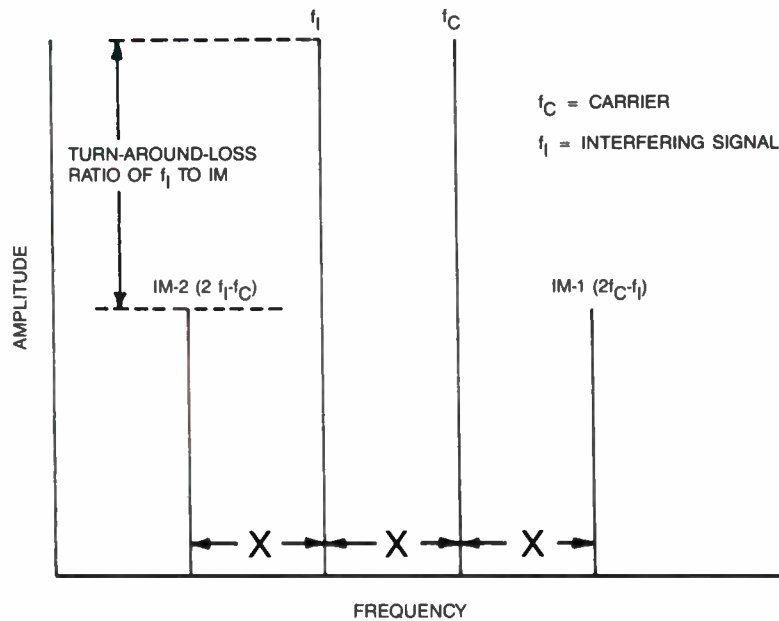 fI
fC
fC = CARRIER
fI = INTERFERING SIGNAL
TURN-AROUND-LOSS
RATIO OF fI TO IM
IM-2 (2 fI-fC)
IM-1 (2fC-fI)
AMPLITUDE
X
X
X
FREQUENCY